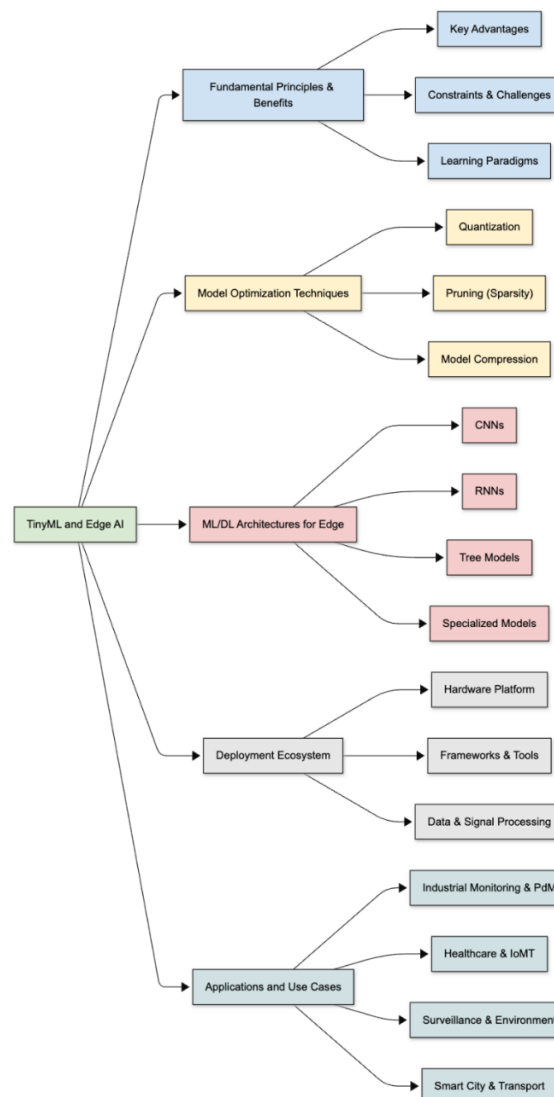 Key Advantages
Fundamental Principles &
Benefits
Constraints & Challenges
Learning Paradigms
Quantization
Model Optimization Techniques
Pruning (Sparsity)
Model Compression
CNNs
RNNs
TinyML and Edge AI
ML/DL Architectures for Edge
Tree Models
Specialized Models
Hardware Platform
Deployment Ecosystem
Frameworks & Tools
Data & Signal Processing
Industrial Monitoring & PdM
Healthcare & IoMT
Applications and Use Cases
Surveillance & Environment
Smart City & Transport